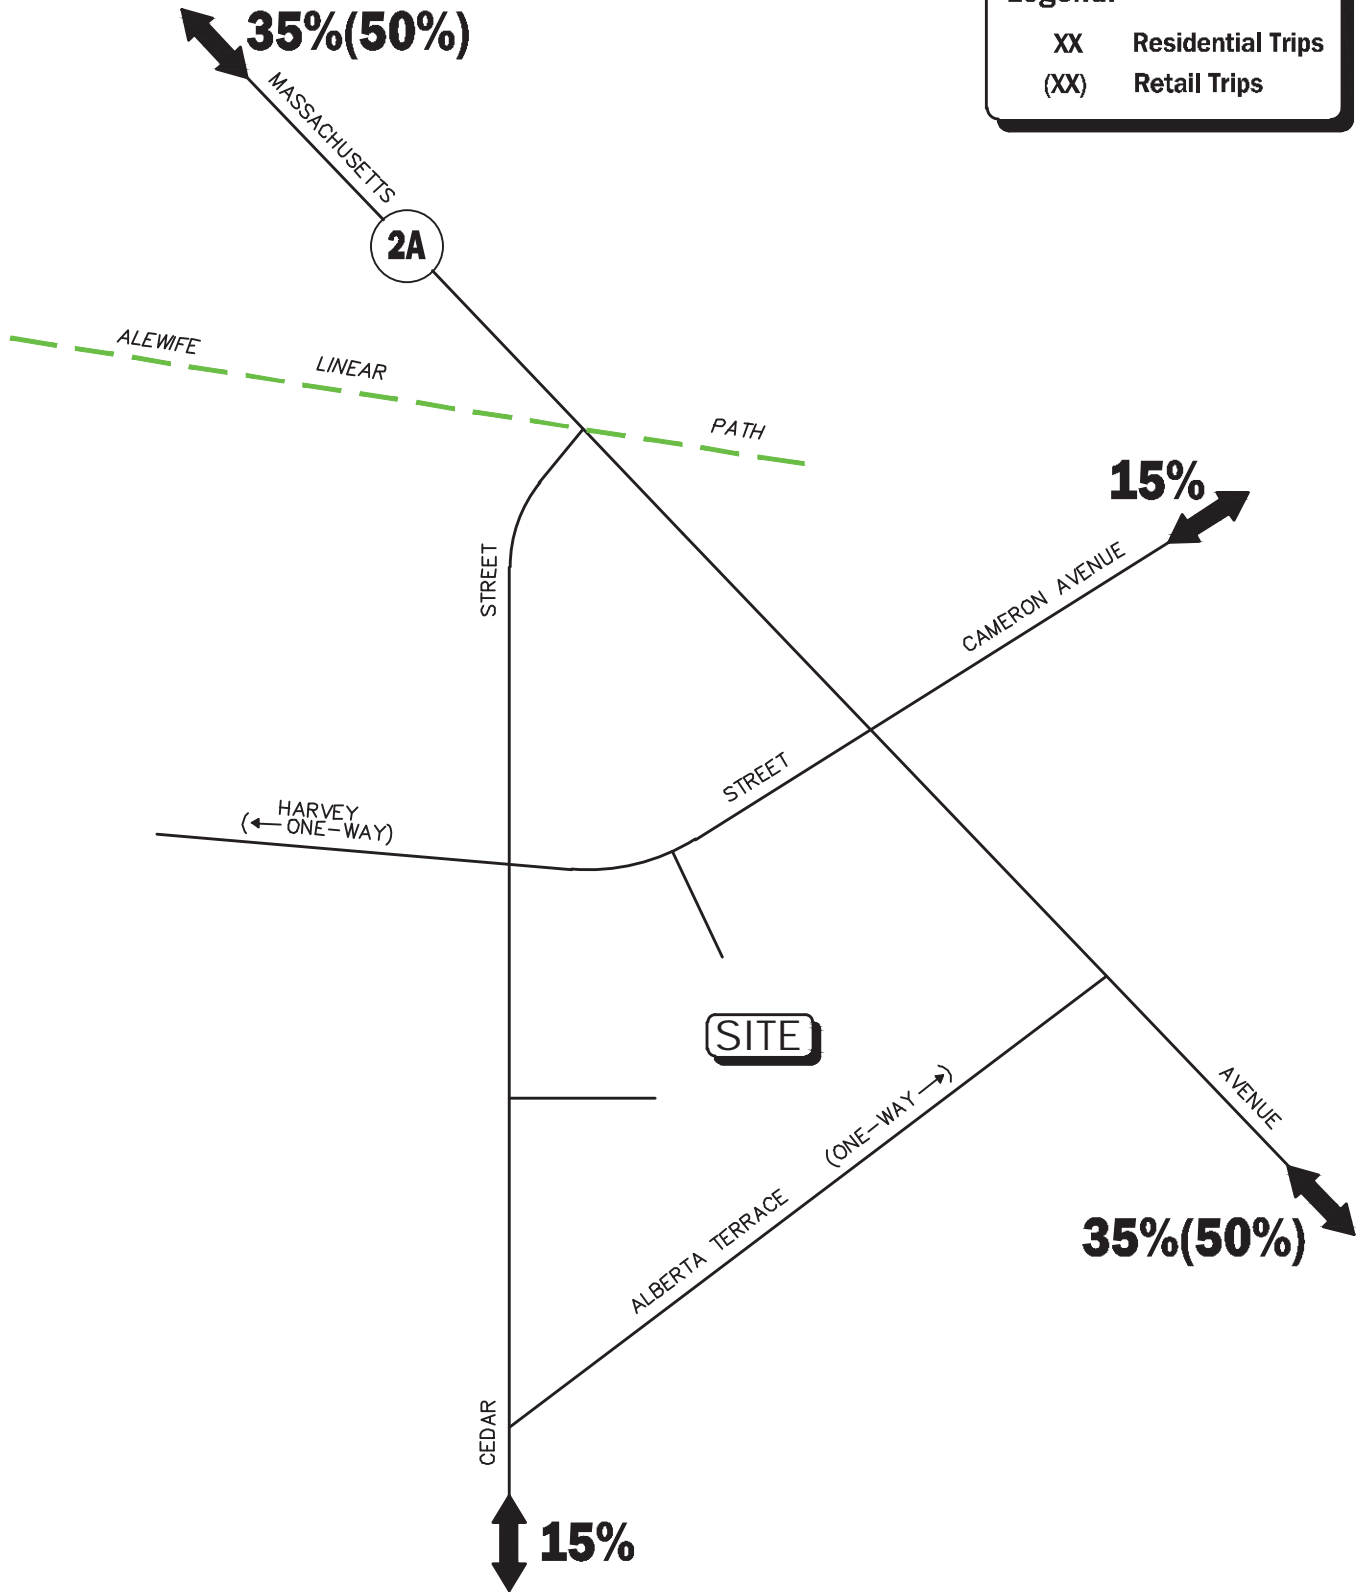 35%(50%)
Legend:
XX Residential Trips
(XX) Retail Trips
MASSACHUSETTS
2A
ALEWIFE LINEAR PATH
15%
STREET
CAMERON AVENUE
STREET
HARVEY
(← ONE-WAY)
SITE
(ONE-WAY →)
AVENUE
ALBERTA TERRACE
35%(50%)
CEDAR
15%